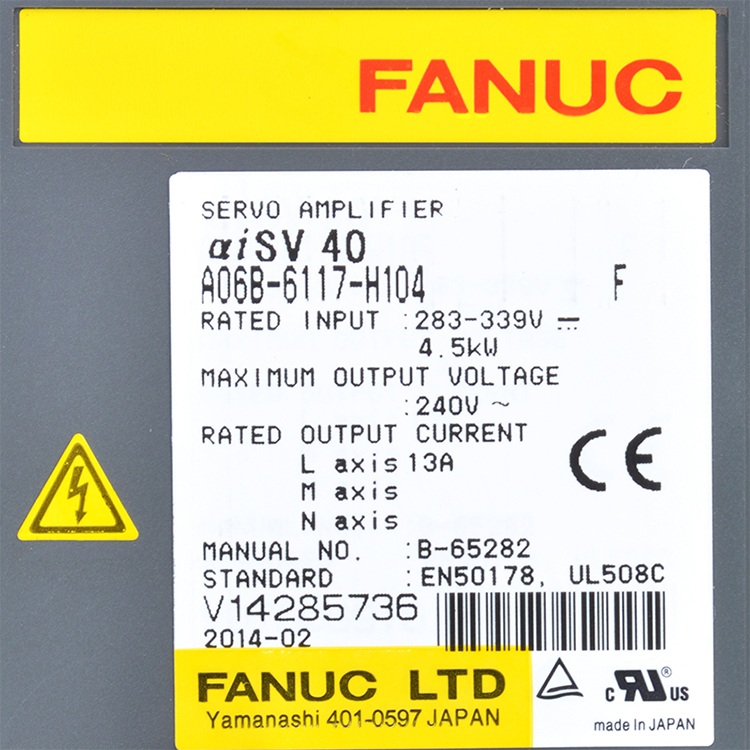 FANUC
SERVO AMPLIFIER
αiSV 40
A06B-6117-H104 F
RATED INPUT :283-339V ⎓
4.5kW
MAXIMUM OUTPUT VOLTAGE
:240V ~
RATED OUTPUT CURRENT
L axis 13A
M axis
N axis
CE
MANUAL NO. :B-65282
STANDARD :EN50178, UL508C
V14285736
2014-02
FANUC LTD
Yamanashi 401-0597 JAPAN
c RU ® US
made In JAPAN